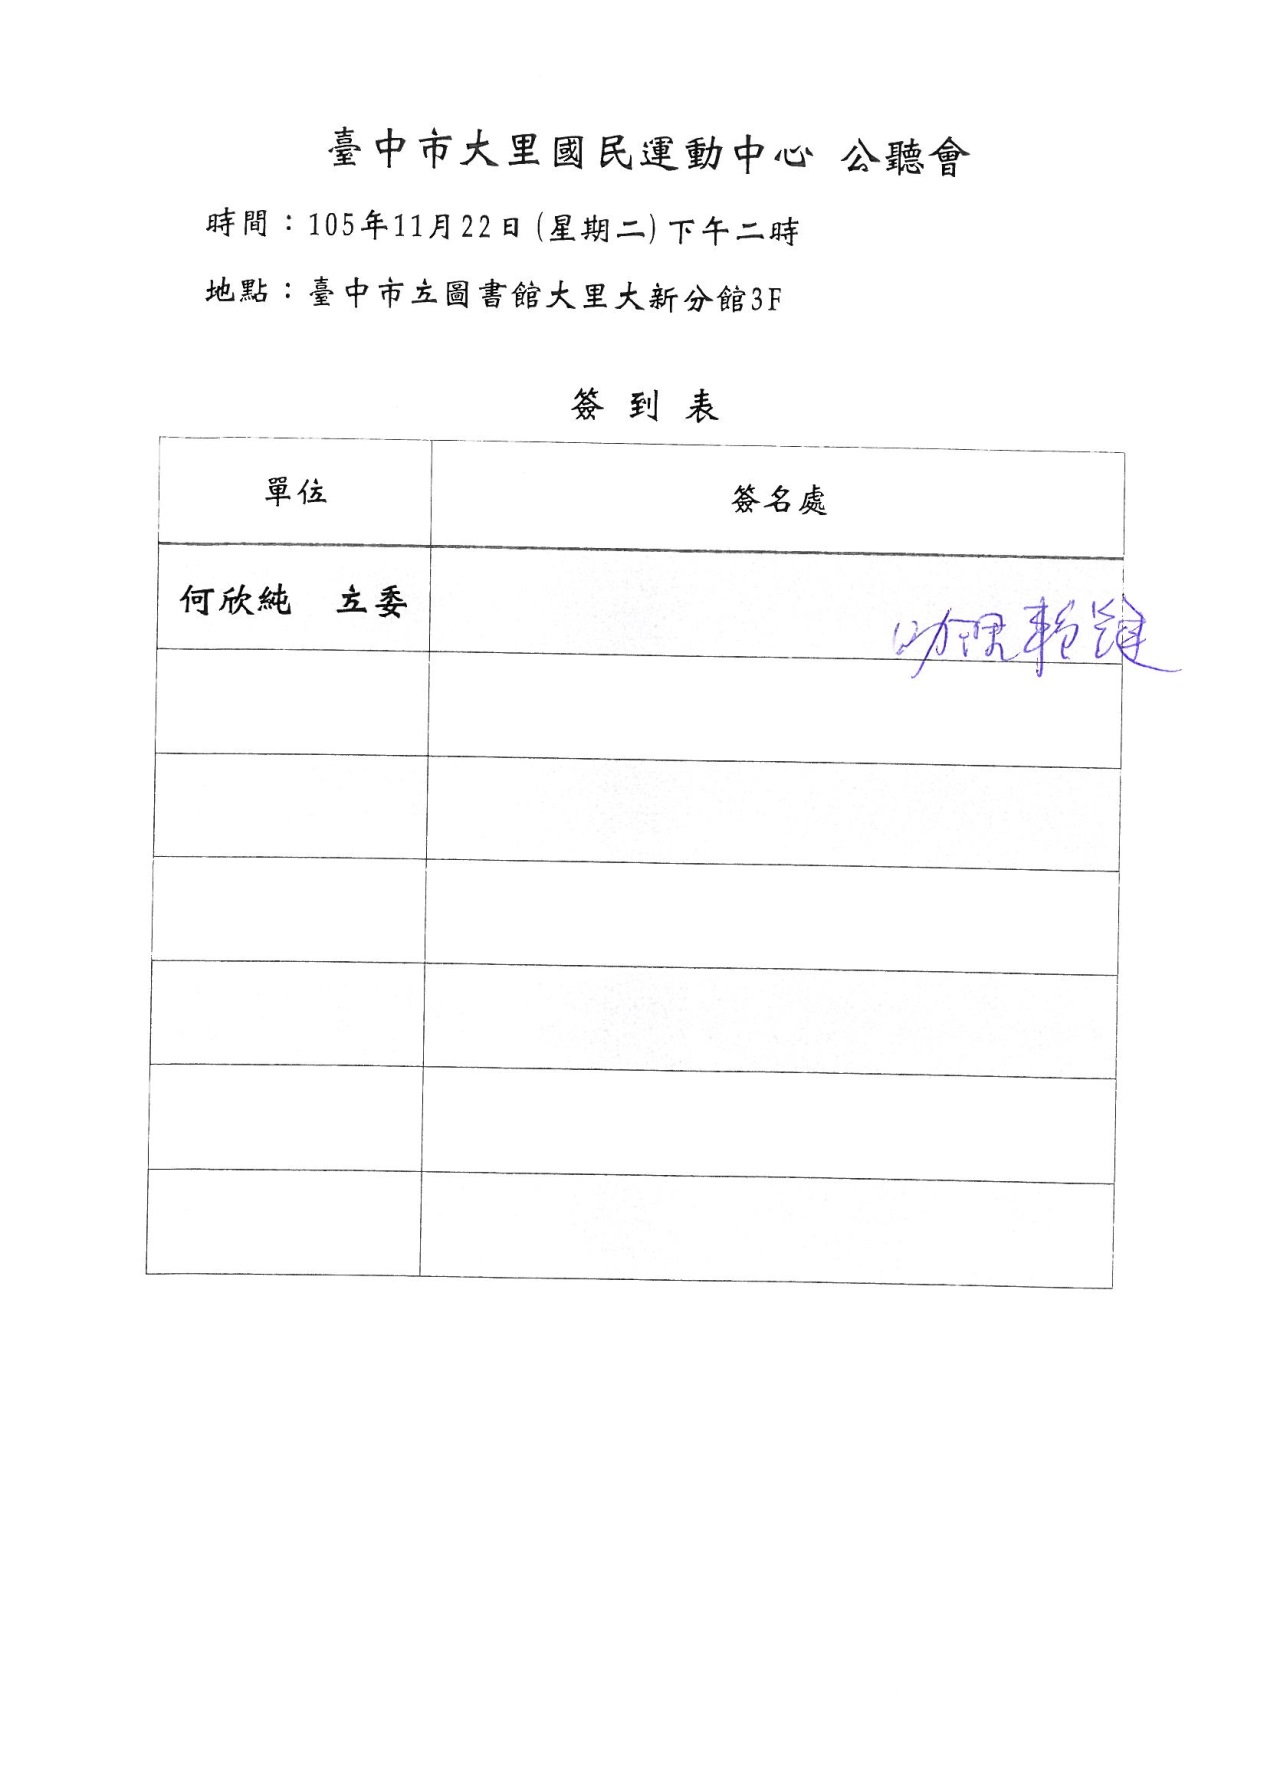 臺中市大里國民運動中心 公聽會
時間：105年11月22日(星期二)下午二時
地點：臺中市立圖書館大里大新分館3F
簽到表
單位 簽名處
何欣純 立委
助理